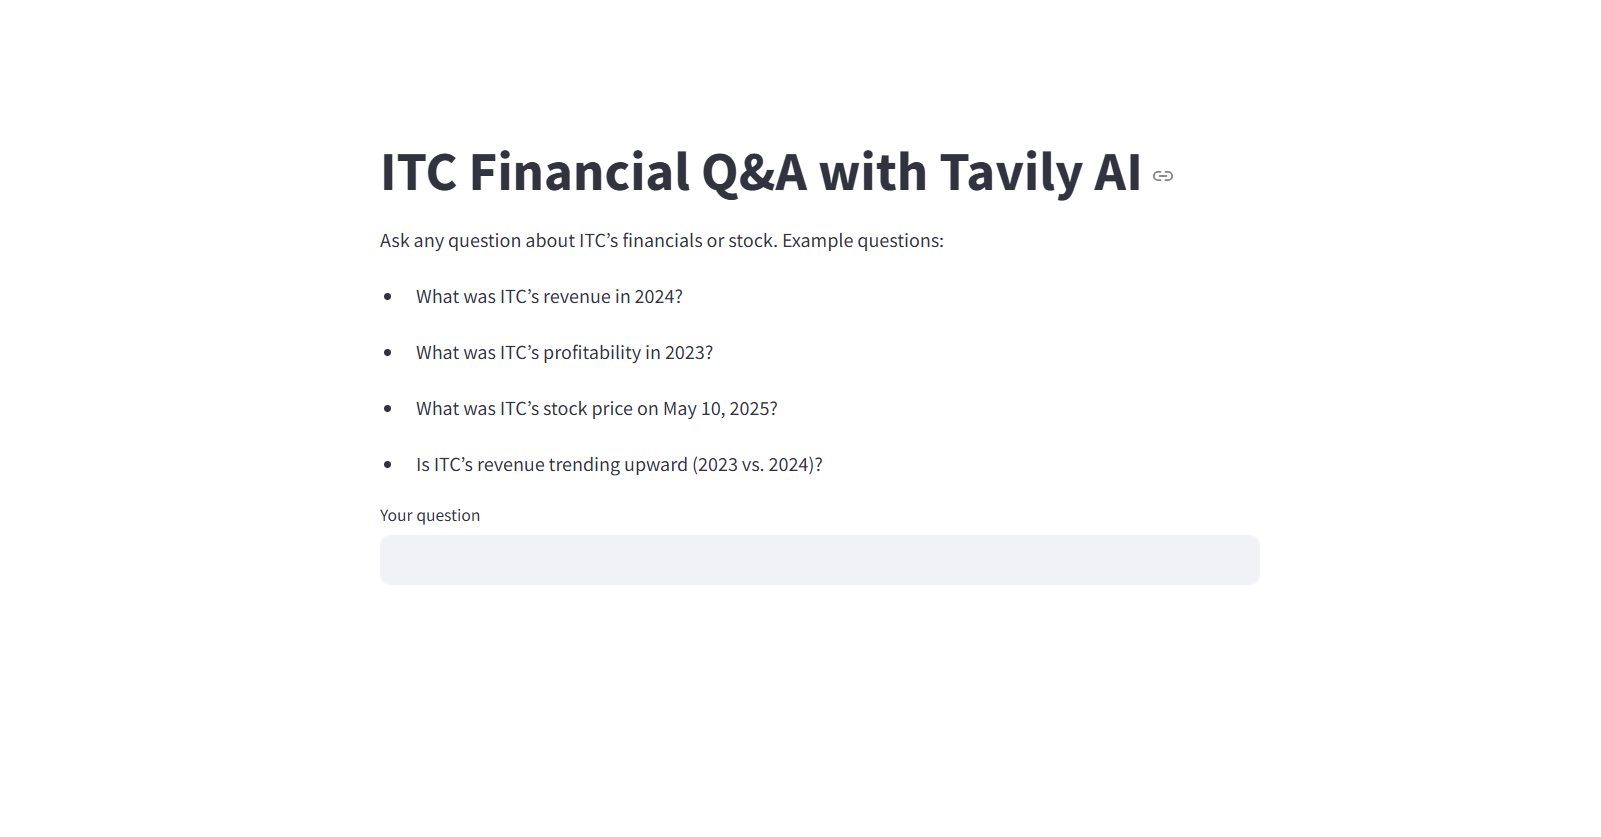 ITC Financial Q&A with Tavily AI
Ask any question about ITC’s financials or stock. Example questions:
• What was ITC’s revenue in 2024?
• What was ITC’s profitability in 2023?
• What was ITC’s stock price on May 10, 2025?
• Is ITC’s revenue trending upward (2023 vs. 2024)?
Your question